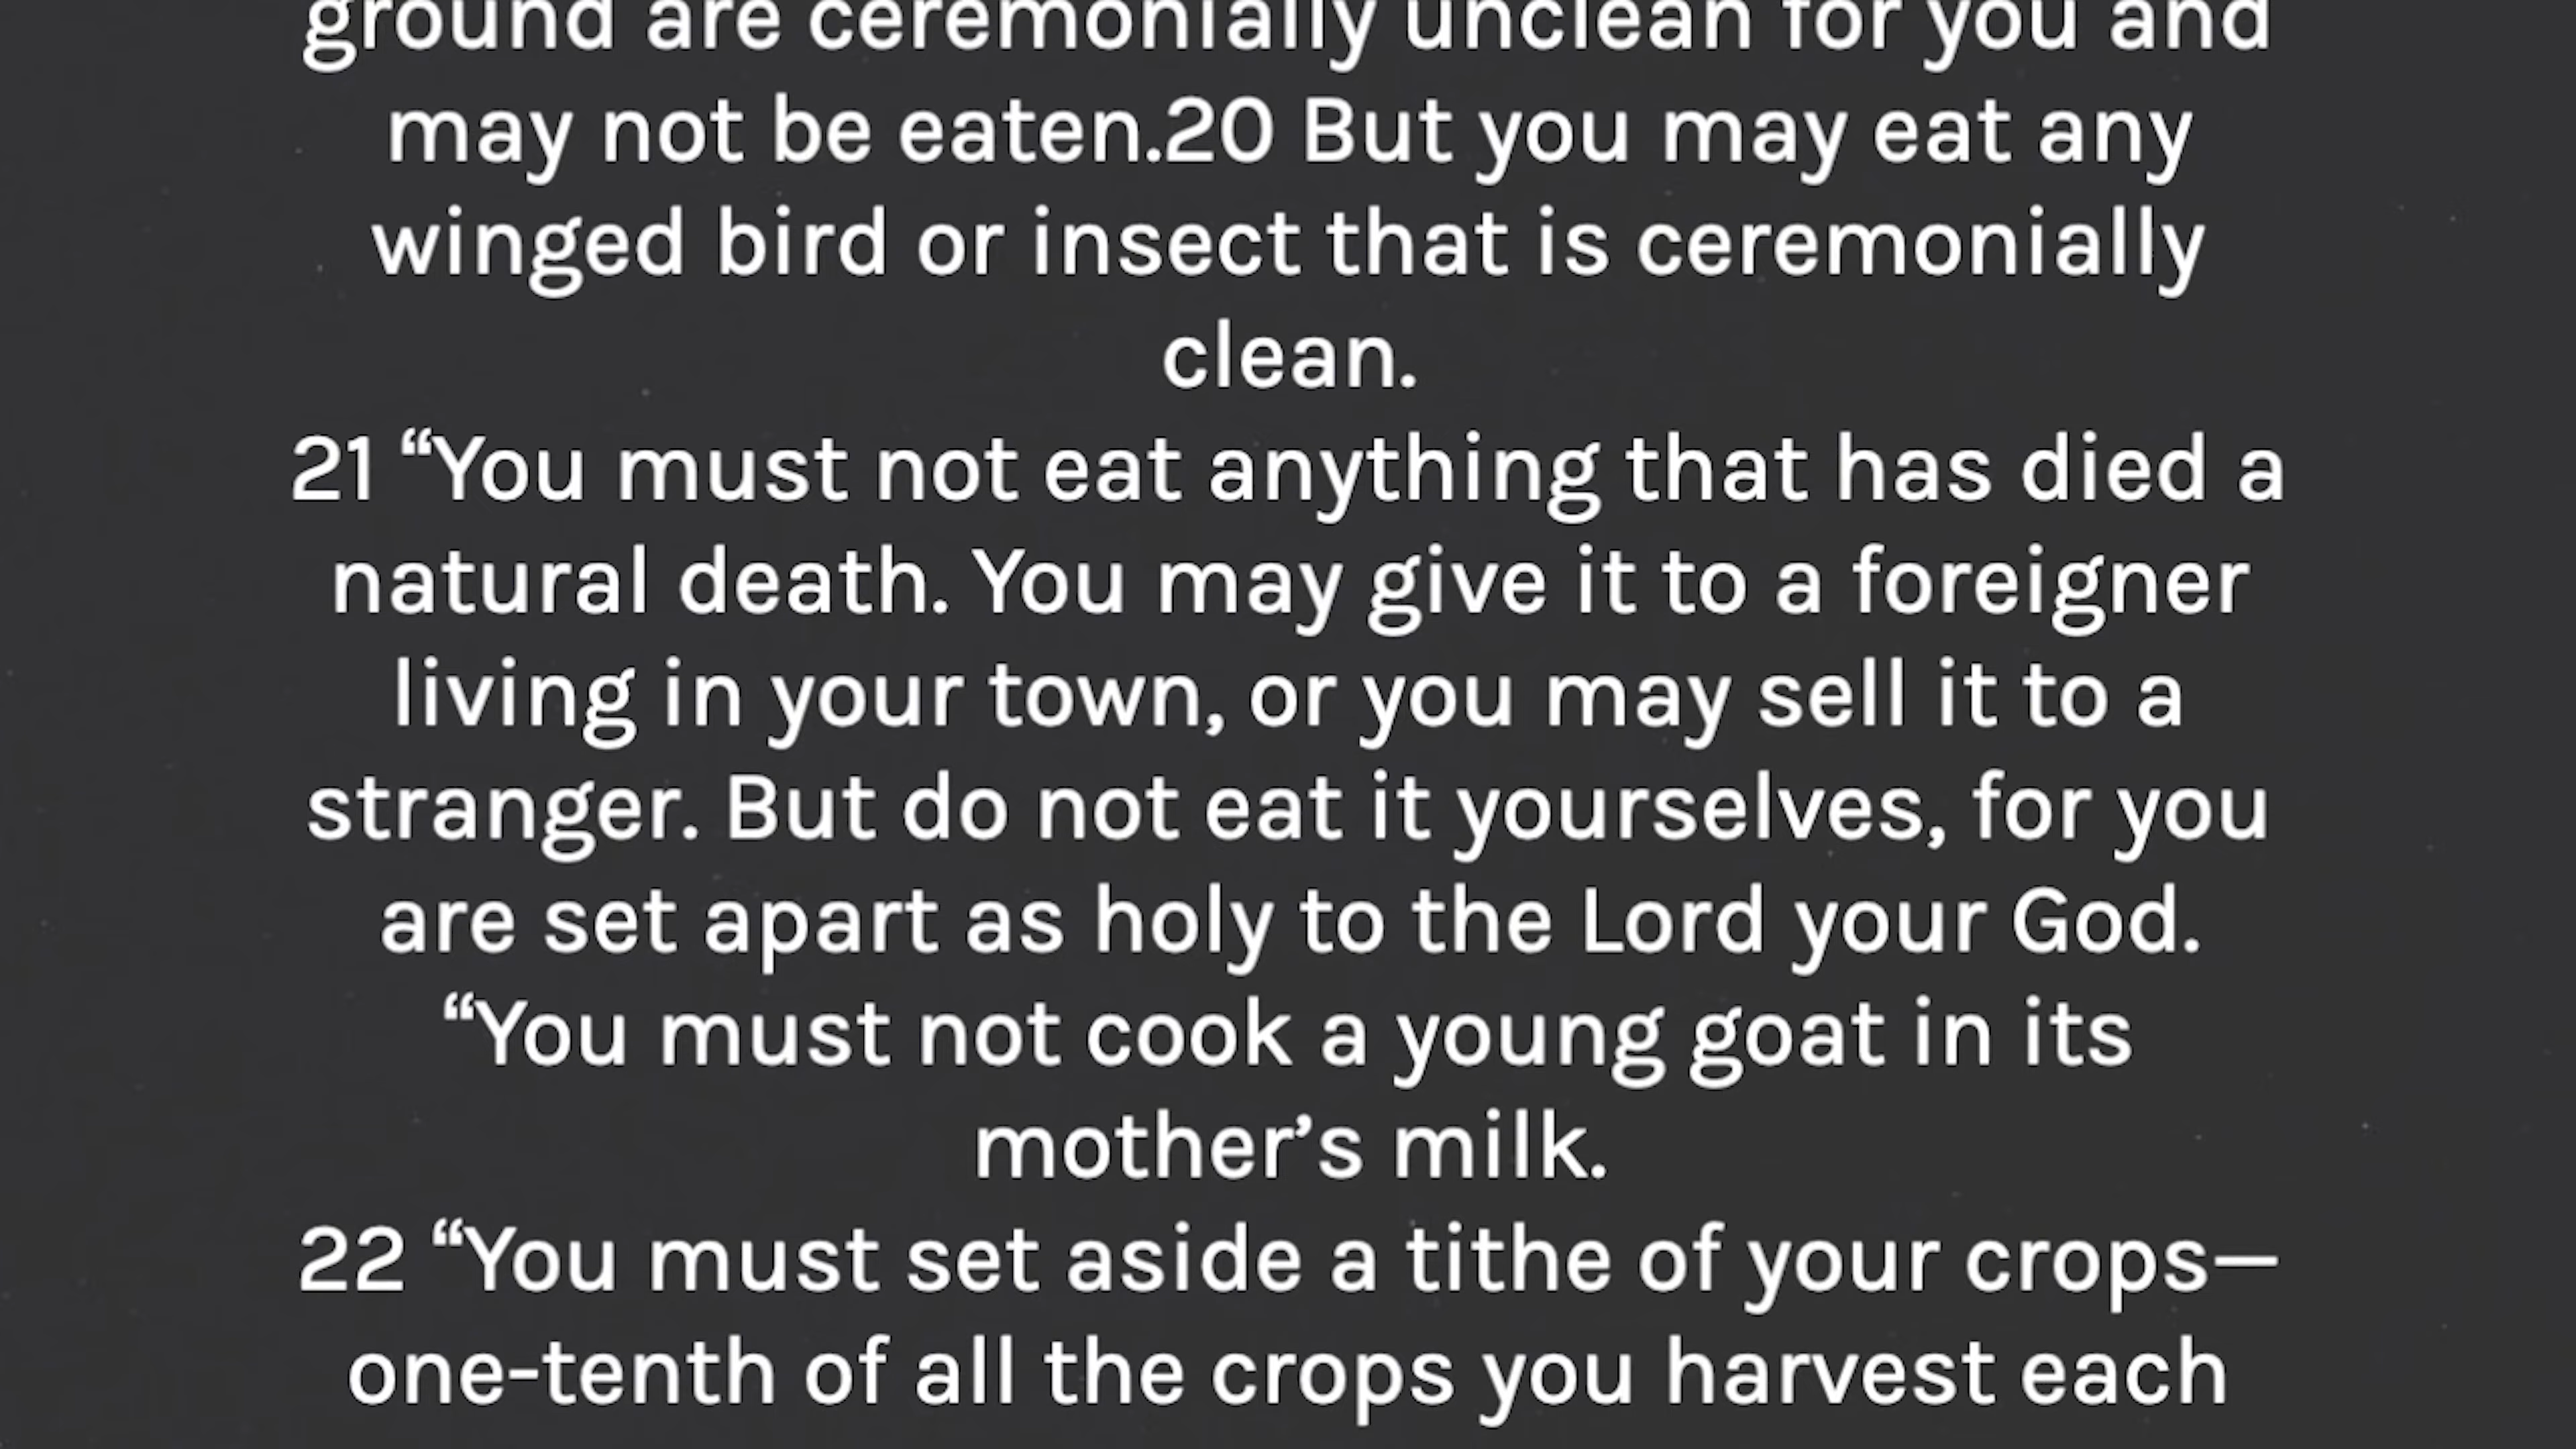 ground are ceremonially unclean for you and
may not be eaten.20 But you may eat any
winged bird or insect that is ceremonially
clean.
21 “You must not eat anything that has died a
natural death. You may give it to a foreigner
living in your town, or you may sell it to a
stranger. But do not eat it yourselves, for you
are set apart as holy to the Lord your God.
“You must not cook a young goat in its
mother’s milk.
22 “You must set aside a tithe of your crops—
one-tenth of all the crops you harvest each